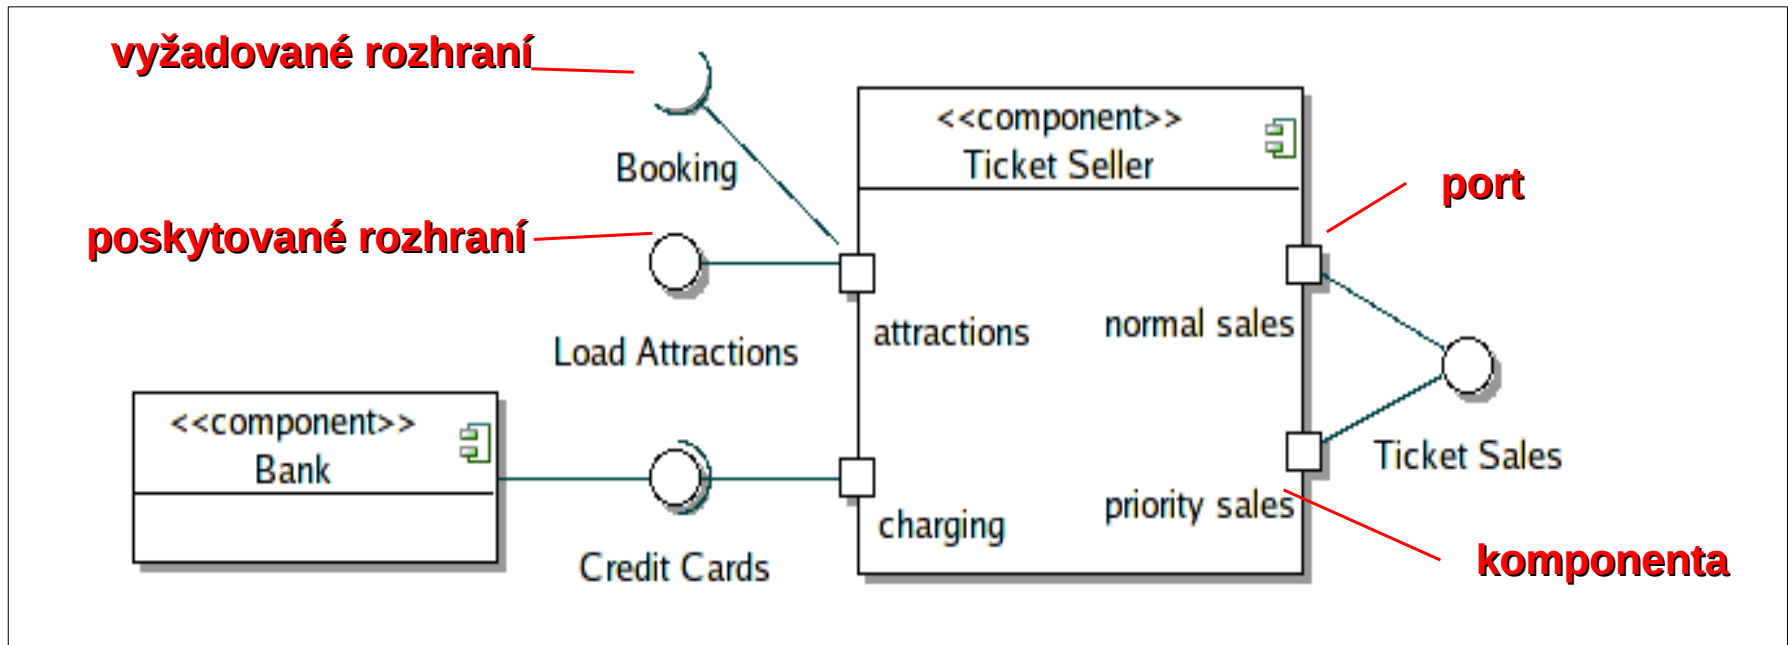 vyžadované rozhraní
<<component>>
Ticket Seller
Booking
port
poskytované rozhraní
attractions
normal sales
Load Attractions
<<component>>
Bank
Ticket Sales
priority sales
charging
komponenta
Credit Cards